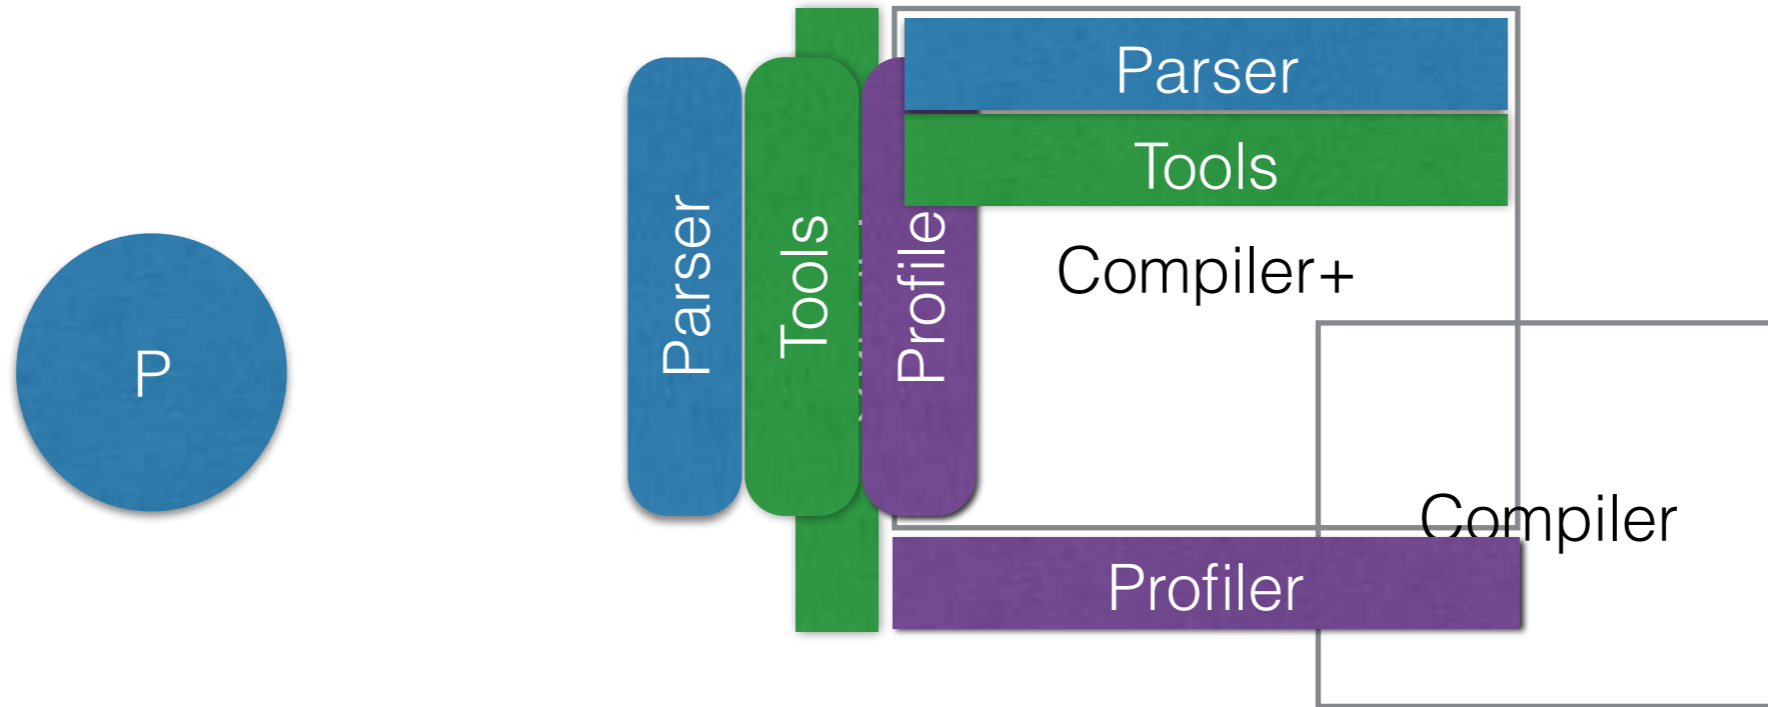 P
Parser
Tools
Profile
Parser
Tools
Compiler+
Compiler
Profiler